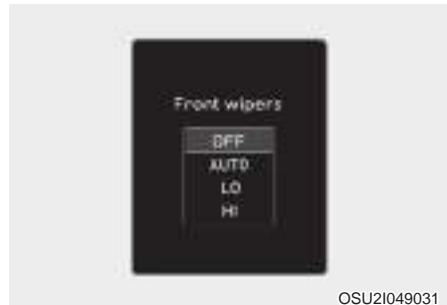 Front wipers
OFF
AUTO
LO
HI
OSU2I049031